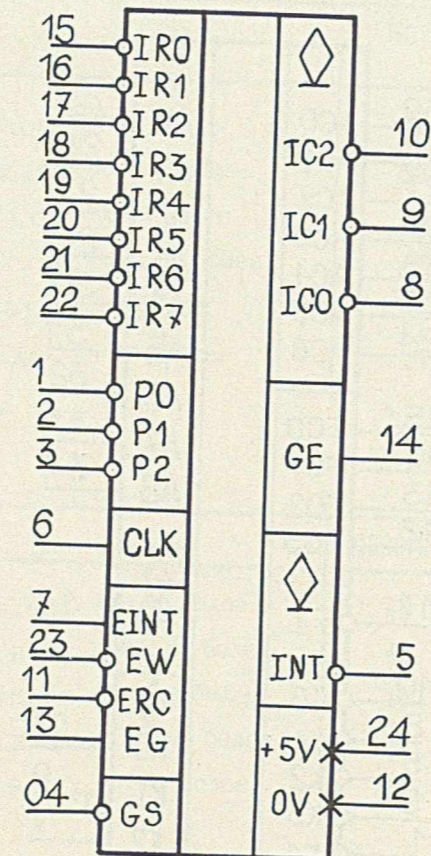 15 IR0
16 IR1
17 IR2
18 IR3
19 IR4
20 IR5
21 IR6
22 IR7
1 P0
2 P1
3 P2
6 CLK
7 EINT
23 EW
11 ERC
13 EG
04 GS
IC2 10
IC1 9
IC0 8
GE 14
INT 5
+5V 24
0V 12